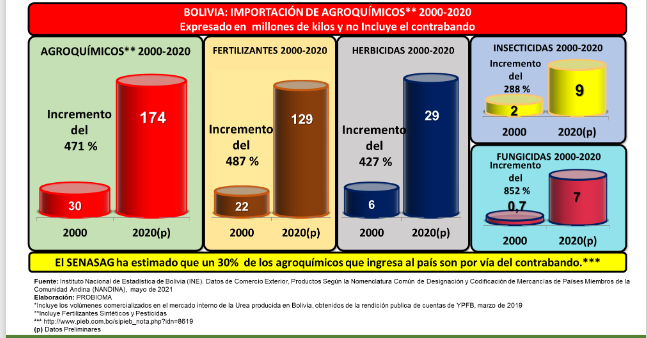 BOLIVIA: IMPORTACIÓN DE AGROQUÍMICOS** 2000-2020
Expresado en millones de kilos y no Incluye el contrabando
AGROQUÍMICOS** 2000-2020
Incremento
del
471 %
30
174
2000
2020(p)
FERTILIZANTES 2000-2020
Incremento
del
487 %
22
129
2000
2020(p)
HERBICIDAS 2000-2020
Incremento
del
427 %
6
29
2000
2020(p)
INSECTICIDAS 2000-2020
Incremento
del
288 %
2
9
2000
2020(p)
FUNGICIDAS 2000-2020
Incremento
del
852 %
0,7
7
2000
2020(p)
El SENASAG ha estimado que un 30% de los agroquímicos que ingresa al país son por vía del contrabando.***
Fuente: Instituto Nacional de Estadística de Bolivia (INE). Datos de Comercio Exterior, Productos Según la Nomenclatura Común de Designación y Codificación de Mercancías de Países Miembros de la
Comunidad Andina (NANDINA), mayo de 2021
Elaboración: PROBIOMA
*Incluye los volúmenes comercializados en el mercado interno de la Urea producida en Bolivia, obtenidos de la rendición publica de cuentas de YPFB, marzo de 2019
**Incluye Fertilizantes Sintéticos y Pesticidas
*** http://www.pieb.com.bo/sipieb_nota.php?idn=8619
(p) Datos Preliminares